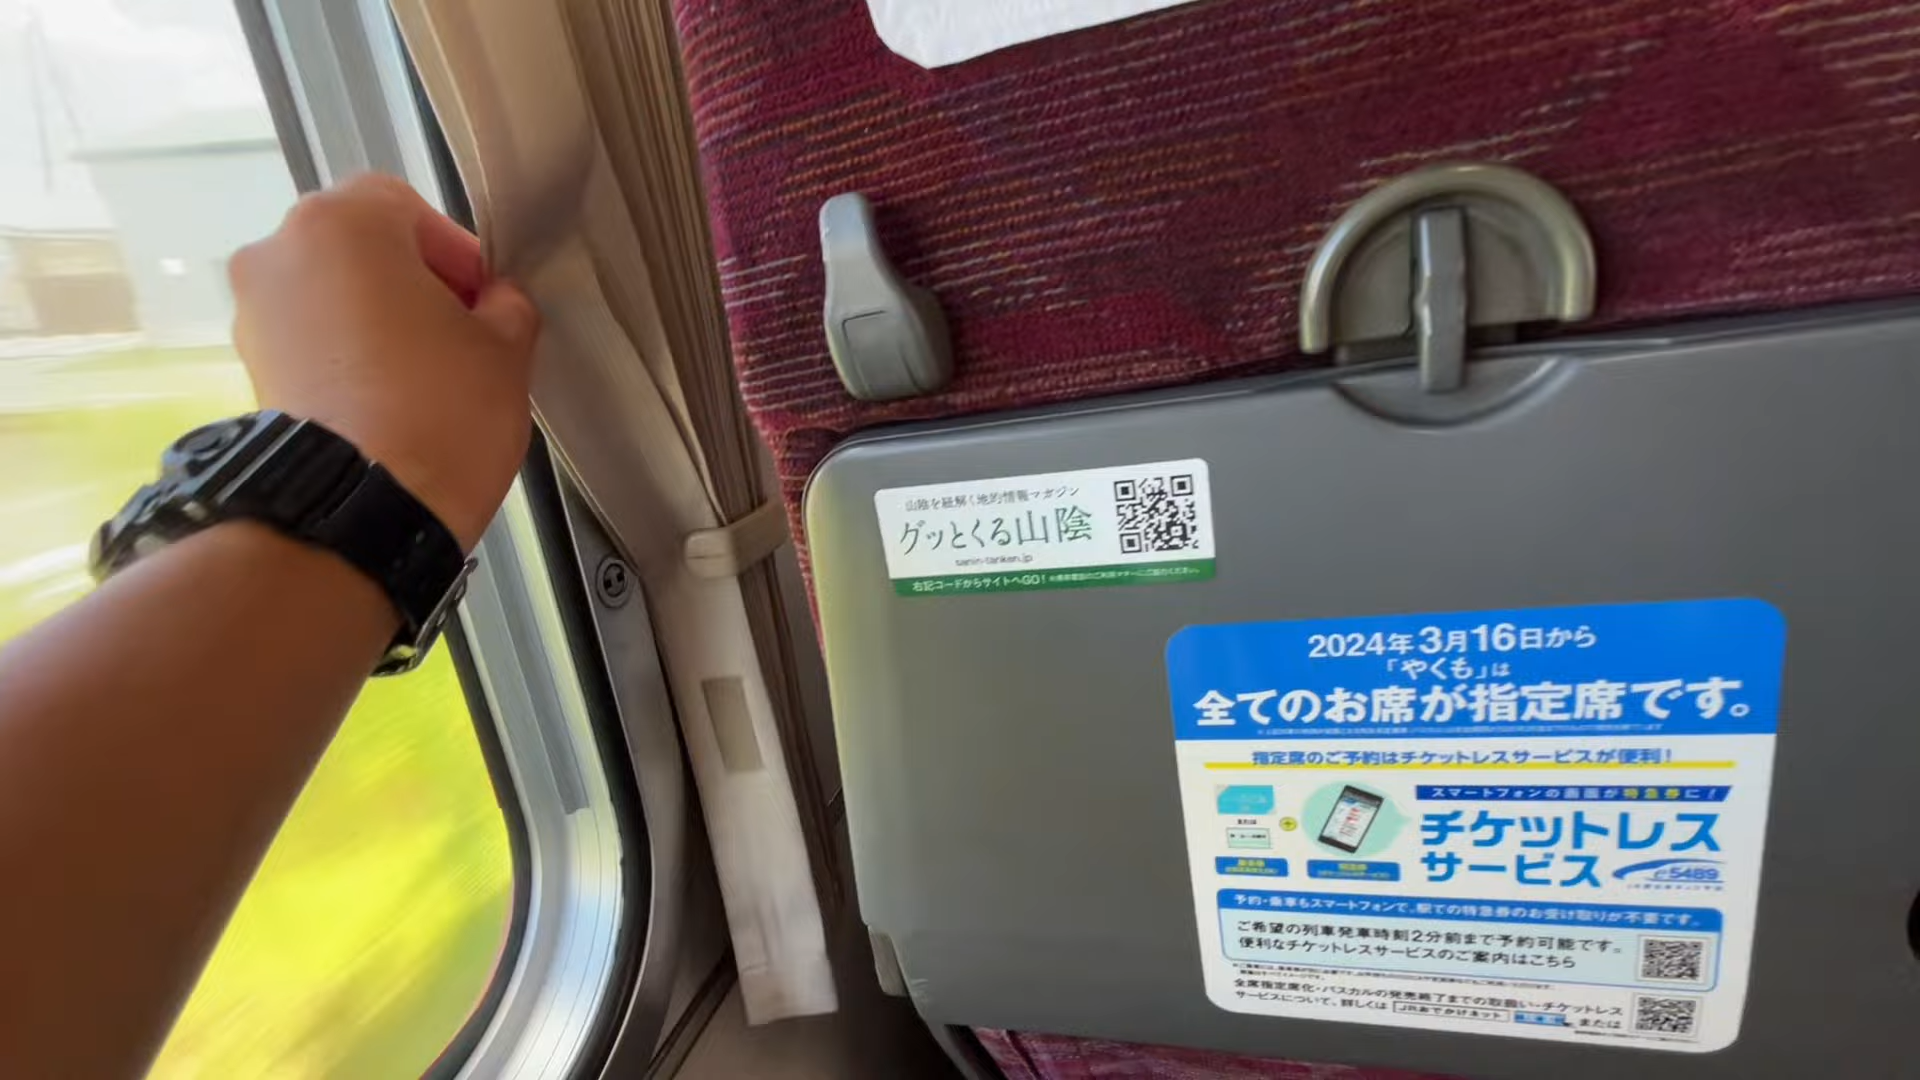 山陰を紐解く地的情報マガジン
グッとくる山陰
sanin-tanken.jp
右記コードからサイトへGO!
2024年3月16日から
「やくも」は
全てのお席が指定席です。
指定席のご予約はチケットレスサービスが便利!
スマートフォンの画面が特急券に!
または
チケットレス
サービス
e5489
予約・乗車もスマートフォンで。駅での特急券のお受け取りが不要です。
ご希望の列車発車時刻2分前まで予約可能です。
便利なチケットレスサービスのご案内はこちら
全席指定席化・パスカルの発売終了までの取扱い・チケットレス
サービスについて、詳しくは JRおでかけネット または